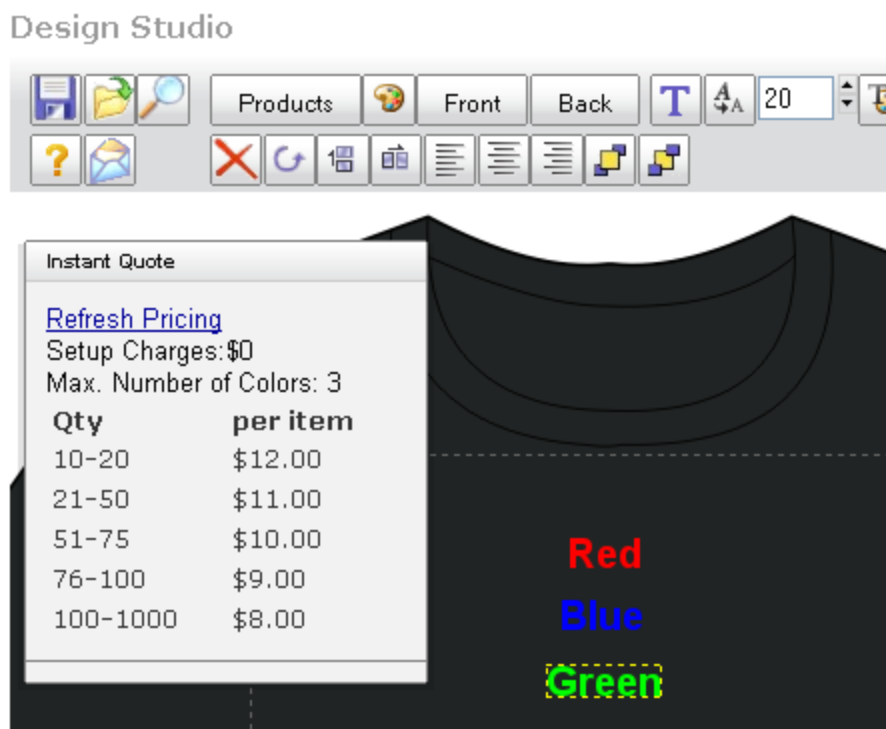 Design Studio
Products Front Back T A A 20
?
Instant Quote
Refresh Pricing
Setup Charges:$0
Max. Number of Colors: 3
Qty per item
10-20 $12.00
21-50 $11.00
51-75 $10.00
76-100 $9.00
100-1000 $8.00
Red
Blue
Green